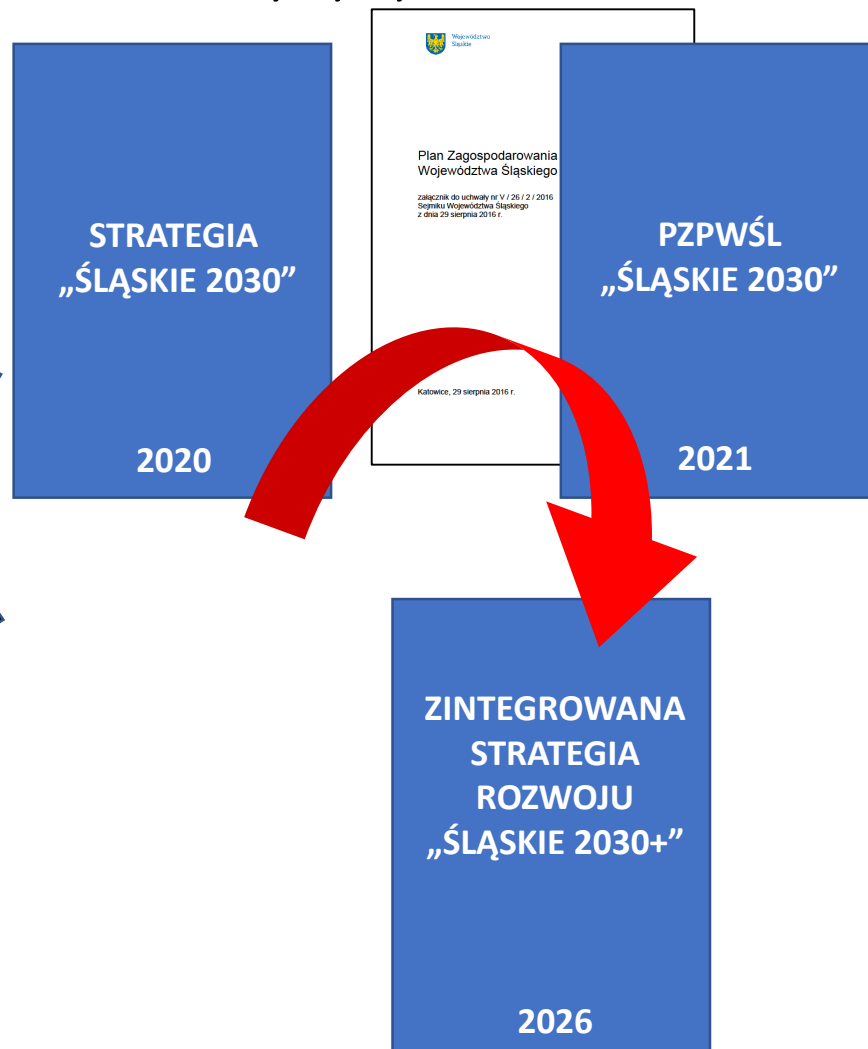 Województwo
Śląskie
Plan Zagospodarowania
Województwa Śląskiego
załącznik do uchwały nr V / 26 / 2 / 2016
Sejmiku Województwa Śląskiego
z dnia 29 sierpnia 2016 r.
Katowice, 29 sierpnia 2016 r.
STRATEGIA
„ŚLĄSKIE 2030”
2020
PZPWŚL
„ŚLĄSKIE 2030”
2021
ZINTEGROWANA
STRATEGIA
ROZWOJU
„ŚLĄSKIE 2030+”
2026